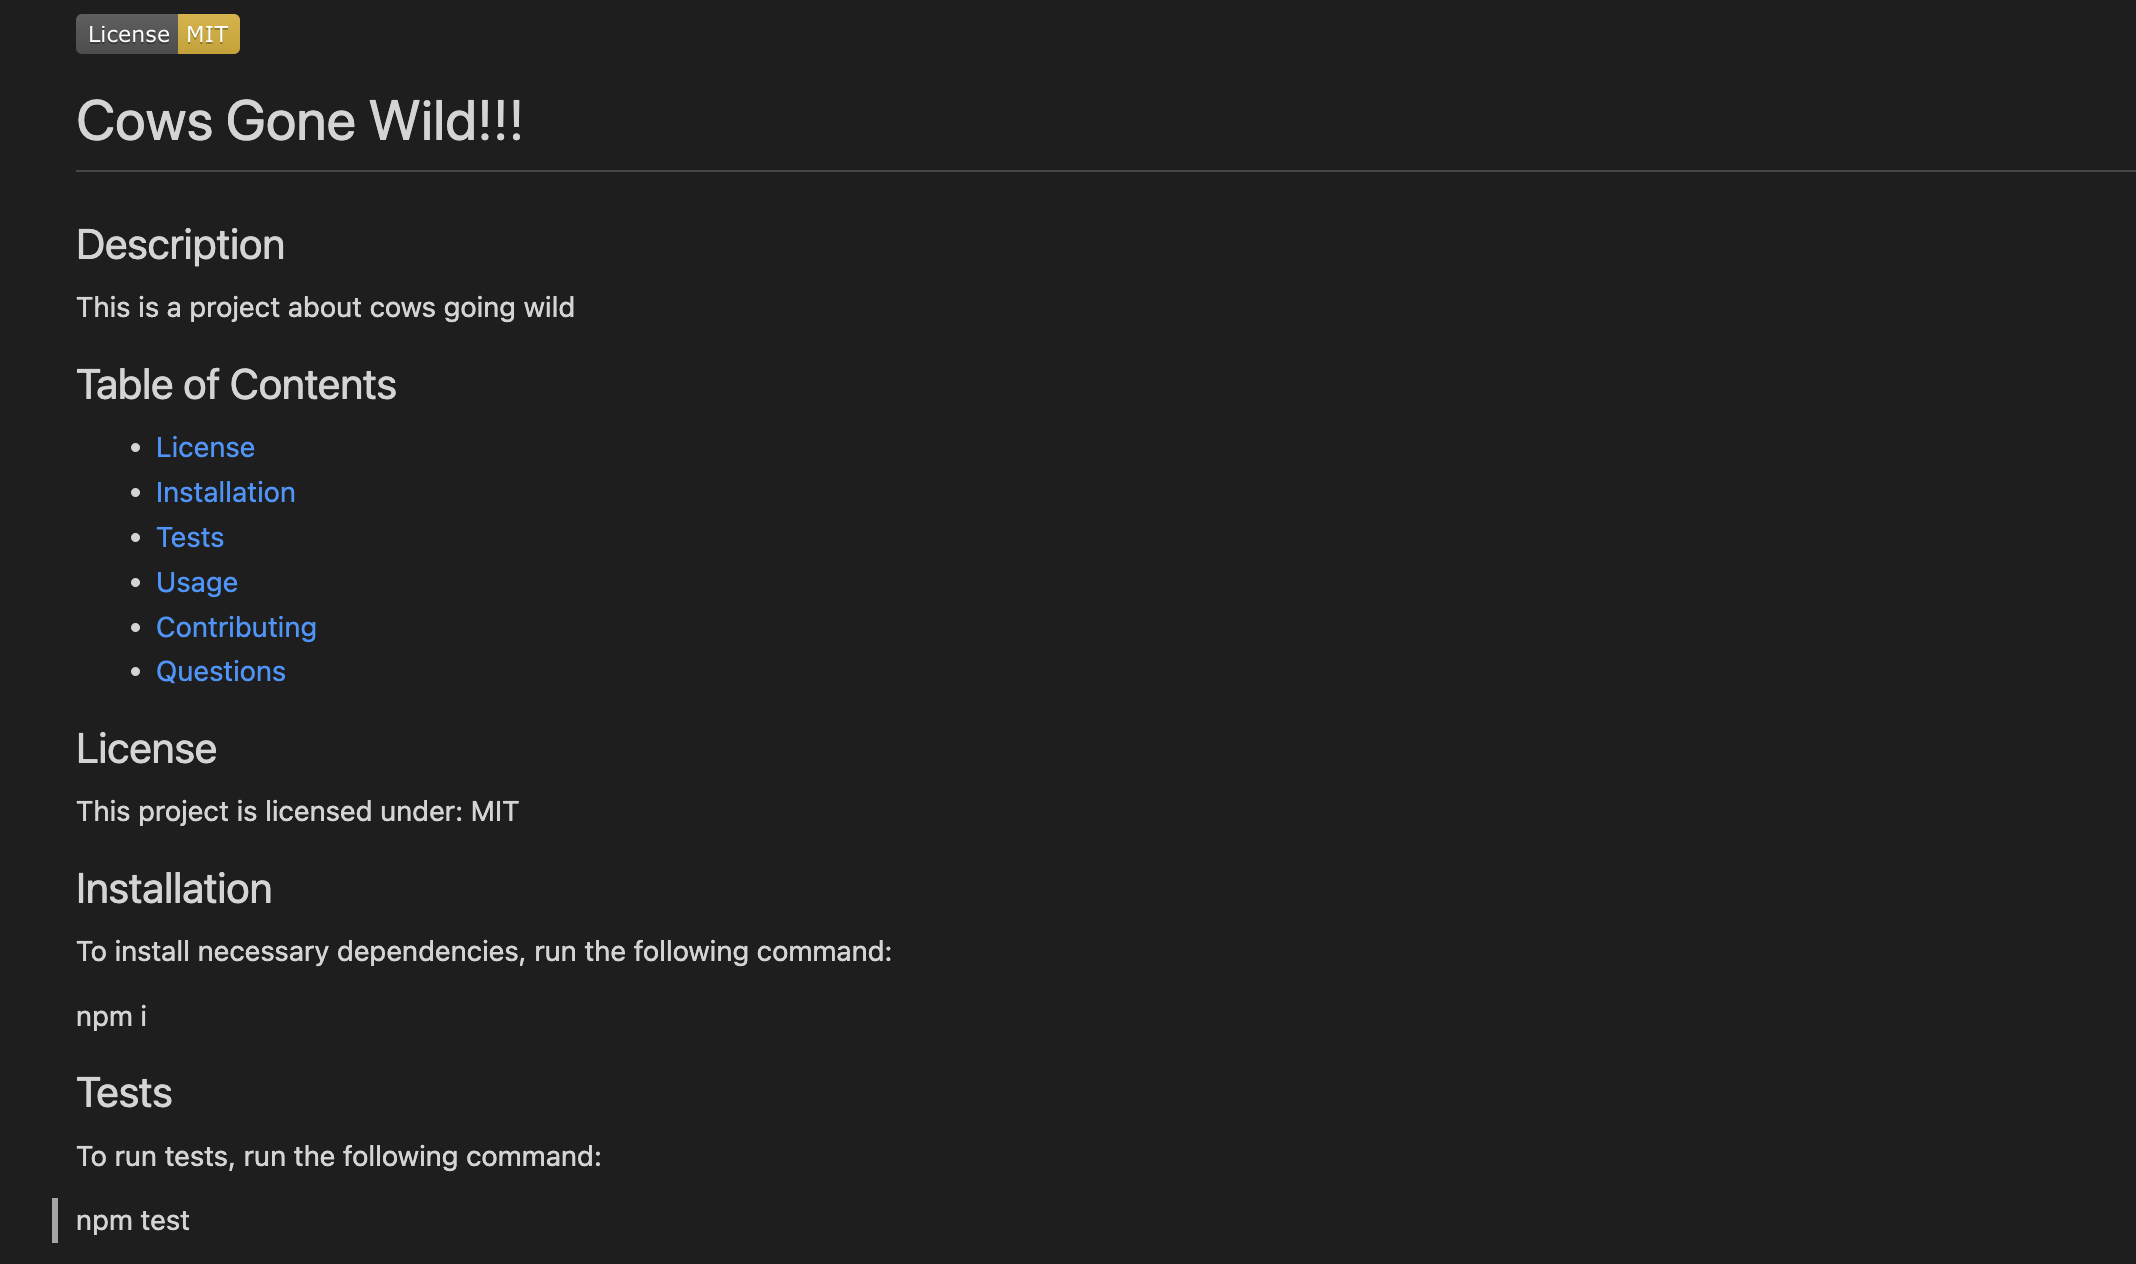 License MIT
Cows Gone Wild!!!
Description
This is a project about cows going wild
Table of Contents
License
Installation
Tests
Usage
Contributing
Questions
License
This project is licensed under: MIT
Installation
To install necessary dependencies, run the following command:
npm i
Tests
To run tests, run the following command:
npm test